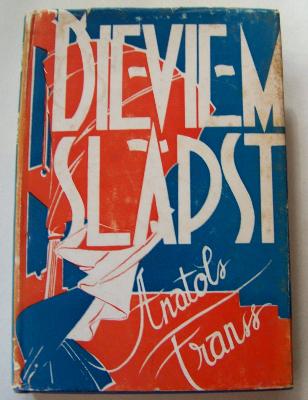 DIEVIEM
SLĀPST
Anatols
Franss